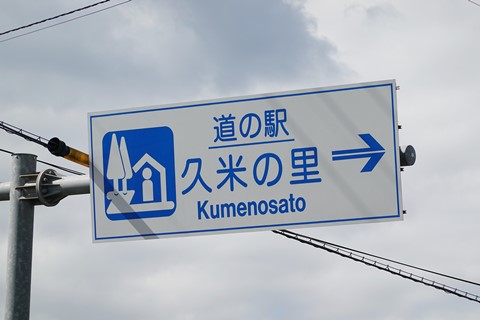 道の駅
久米の里
Kumenosato